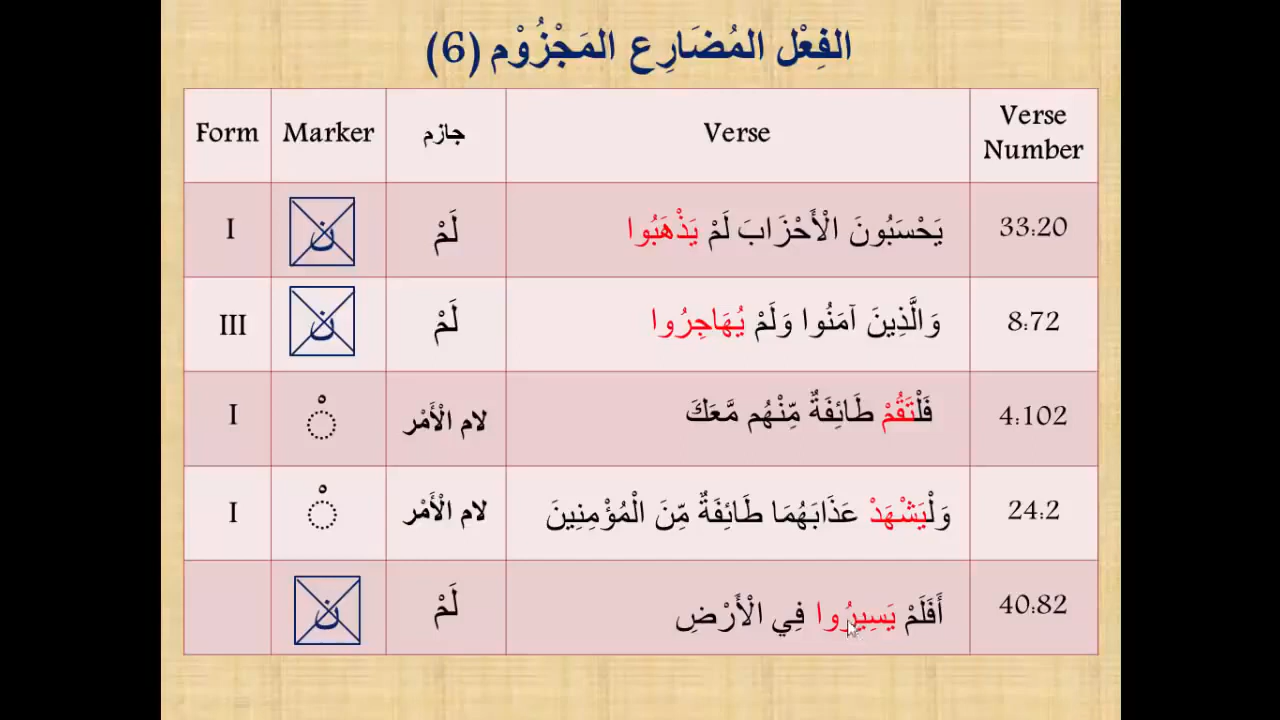 الفِعْل المُضَارِع المَجْزُوْم (6)
Form Marker جازم Verse Verse Number
I ن لَمْ يَحْسَبُونَ الْأَحْزَابَ لَمْ يَذْهَبُوا 33:20
III ن لَمْ وَالَّذِينَ آمَنُوا وَلَمْ يُهَاجِرُوا 8:72
I ْ لام الْأَمْر فَلْتَقُمْ طَائِفَةٌ مِّنْهُم مَّعَكَ 4:102
I ْ لام الْأَمْر وَلْيَشْهَدْ عَذَابَهُمَا طَائِفَةٌ مِّنَ الْمُؤْمِنِينَ 24:2
ن لَمْ أَفَلَمْ يَسِيرُوا فِي الْأَرْضِ 40:82